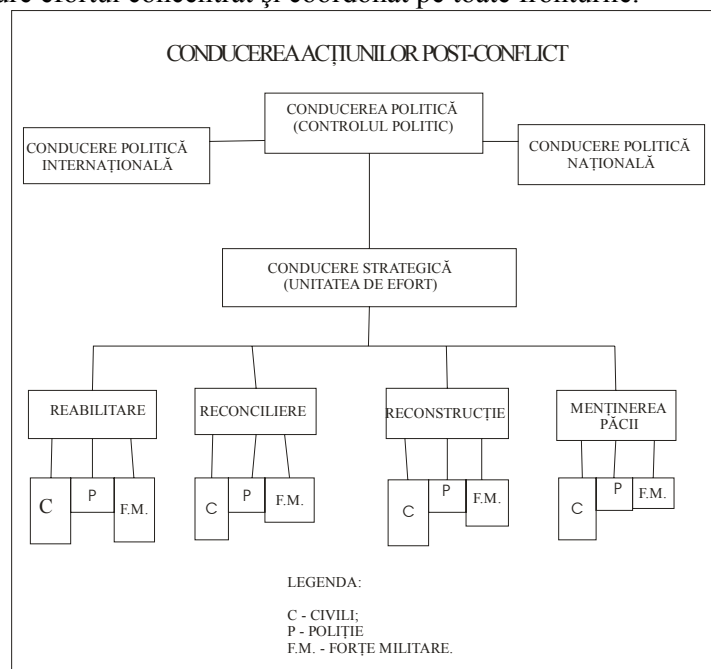 efortul concentrat şi coordonat pe toate fronturile.
CONDUCEREA ACŢIUNILOR POST-CONFLICT
CONDUCEREA POLITICĂ
(CONTROLUL POLITIC)
CONDUCERE POLITICĂ
INTERNAŢIONALĂ
CONDUCERE POLITICĂ
NAŢIONALĂ
CONDUCERE STRATEGICĂ
(UNITATEA DE EFORT)
REABILITARE
RECONCILIERE
RECONSTRUCŢIE
MENŢINEREA
PĂCII
C
P
F.M.
C
P
F.M.
C
P
F.M.
C
P
F.M.
LEGENDA:
C - CIVILI;
P - POLIŢIE
F.M. - FORŢE MILITARE.